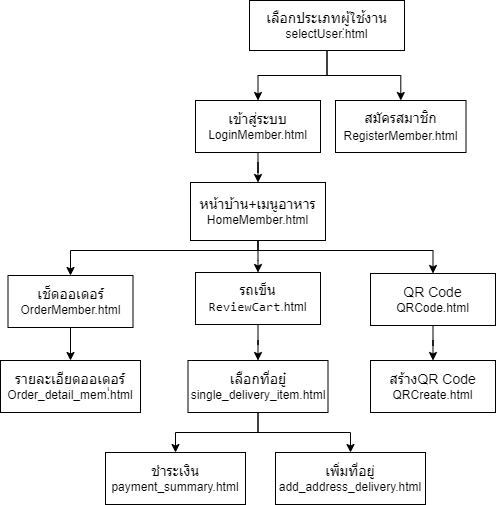 เลือกประเภทผู้ใช้งาน
selectUser.html
เข้าสู่ระบบ
LoginMember.html
สมัครสมาชิก
RegisterMember.html
หน้าบ้าน+เมนูอาหาร
HomeMember.html
เช็ดออเดอร์
OrderMember.html
รถเข็น
ReviewCart.html
QR Code
QRCode.html
รายละเอียดออเดอร์
Order_detail_mem.html
เลือกที่อยู่
single_delivery_item.html
สร้างQR Code
QRCreate.html
ชำระเงิน
payment_summary.html
เพิ่มที่อยู่
add_address_delivery.html